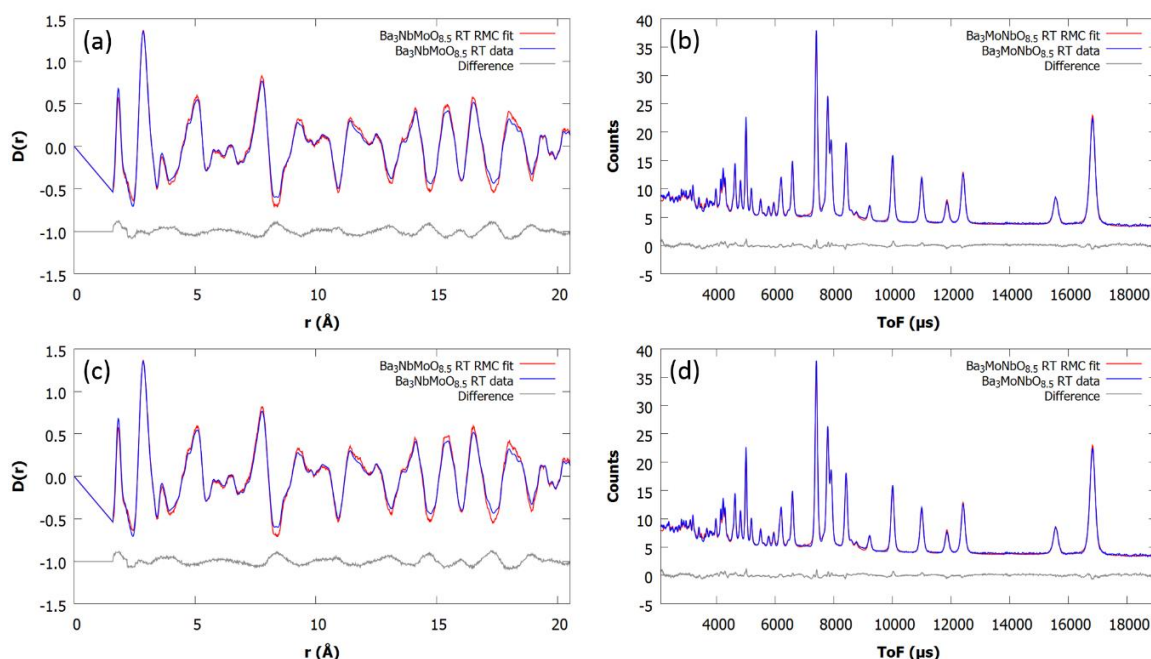 (a)
Ba₃NbMoO₈.₅ RT RMC fit
Ba₃NbMoO₈.₅ RT data
Difference
D(r)
1.5
1.0
0.5
0.0
-0.5
-1.0
-1.5
0 5 10 15 20
r (Å)
(b)
Ba₃MoNbO₈.₅ RT RMC fit
Ba₃MoNbO₈.₅ RT data
Difference
Counts
40
35
30
25
20
15
10
5
0
-5
4000 6000 8000 10000 12000 14000 16000 18000
ToF (μs)
(c)
Ba₃NbMoO₈.₅ RT RMC fit
Ba₃NbMoO₈.₅ RT data
Difference
D(r)
1.5
1.0
0.5
0.0
-0.5
-1.0
-1.5
0 5 10 15 20
r (Å)
(d)
Ba₃MoNbO₈.₅ RT RMC fit
Ba₃MoNbO₈.₅ RT data
Difference
Counts
40
35
30
25
20
15
10
5
0
-5
4000 6000 8000 10000 12000 14000 16000 18000
ToF (μs)